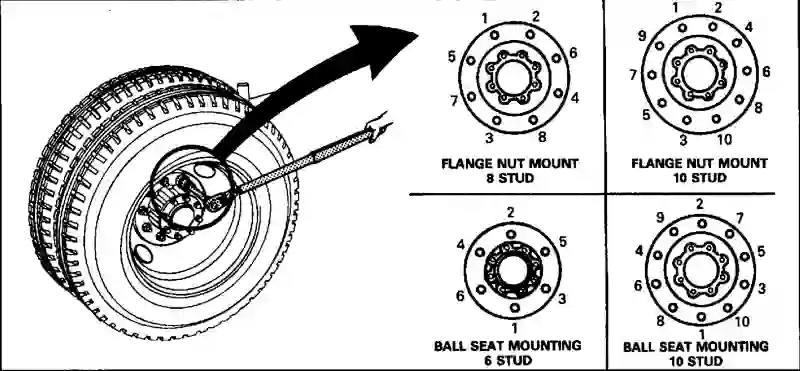 1 2
5 6
7 4
3 8
FLANGE NUT MOUNT
8 STUD
1 2
9 4
7 6
5 8
3 10
FLANGE NUT MOUNT
10 STUD
2
4 5
6 3
1
BALL SEAT MOUNTING
6 STUD
2
9 7
4 5
6 3
8 10
1
BALL SEAT MOUNTING
10 STUD